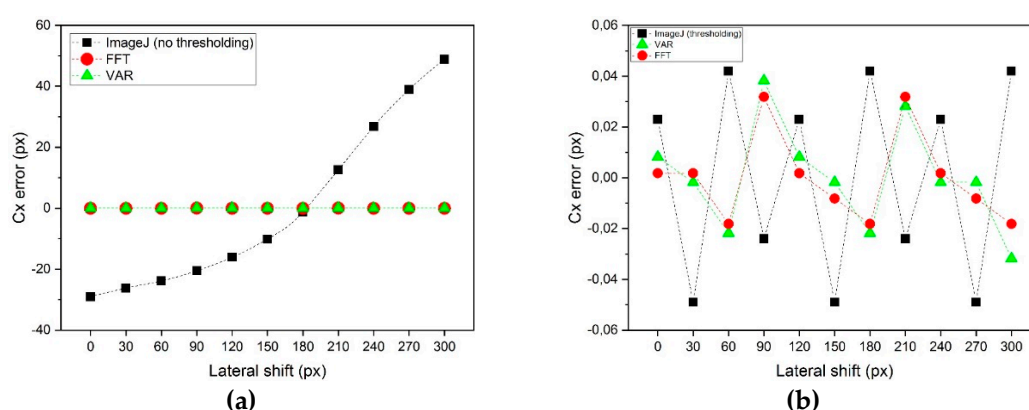 60
40
20
0
-20
-40
Cx error (px)
ImageJ (no thresholding)
FFT
VAR
0 30 60 90 120 150 180 210 240 270 300
Lateral shift (px)
(a)
0,06
0,04
0,02
0,00
-0,02
-0,04
-0,06
Cx error (px)
ImageJ (thresholding)
VAR
FFT
0 30 60 90 120 150 180 210 240 270 300
Lateral shift (px)
(b)